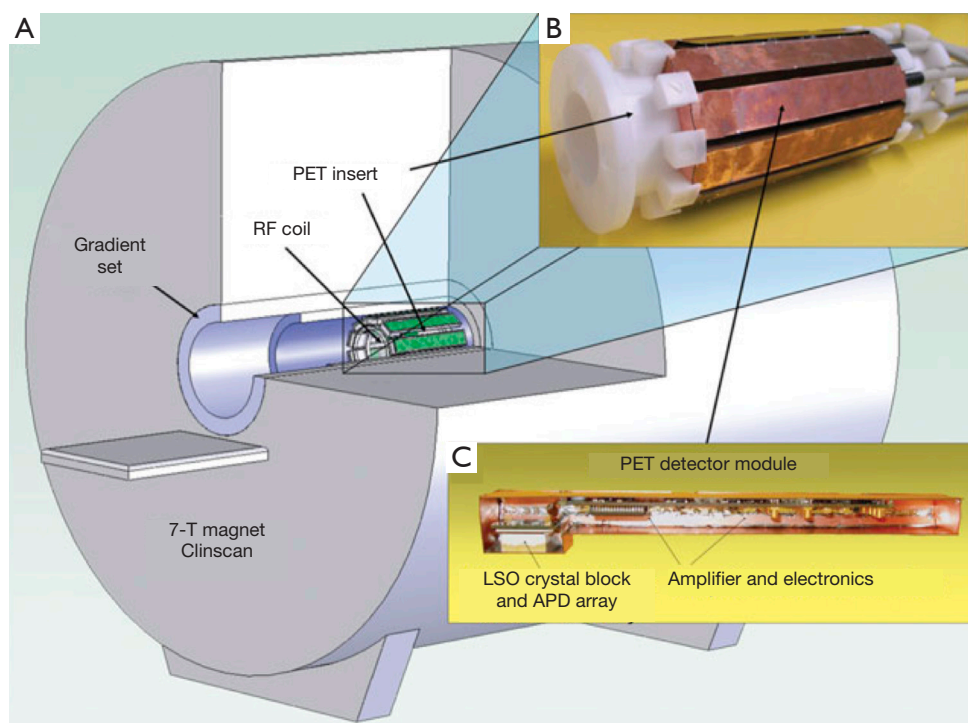 A
B
PET insert
RF coil
Gradient
set
7-T magnet
Clinscan
C
PET detector module
LSO crystal block
and APD array
Amplifier and electronics